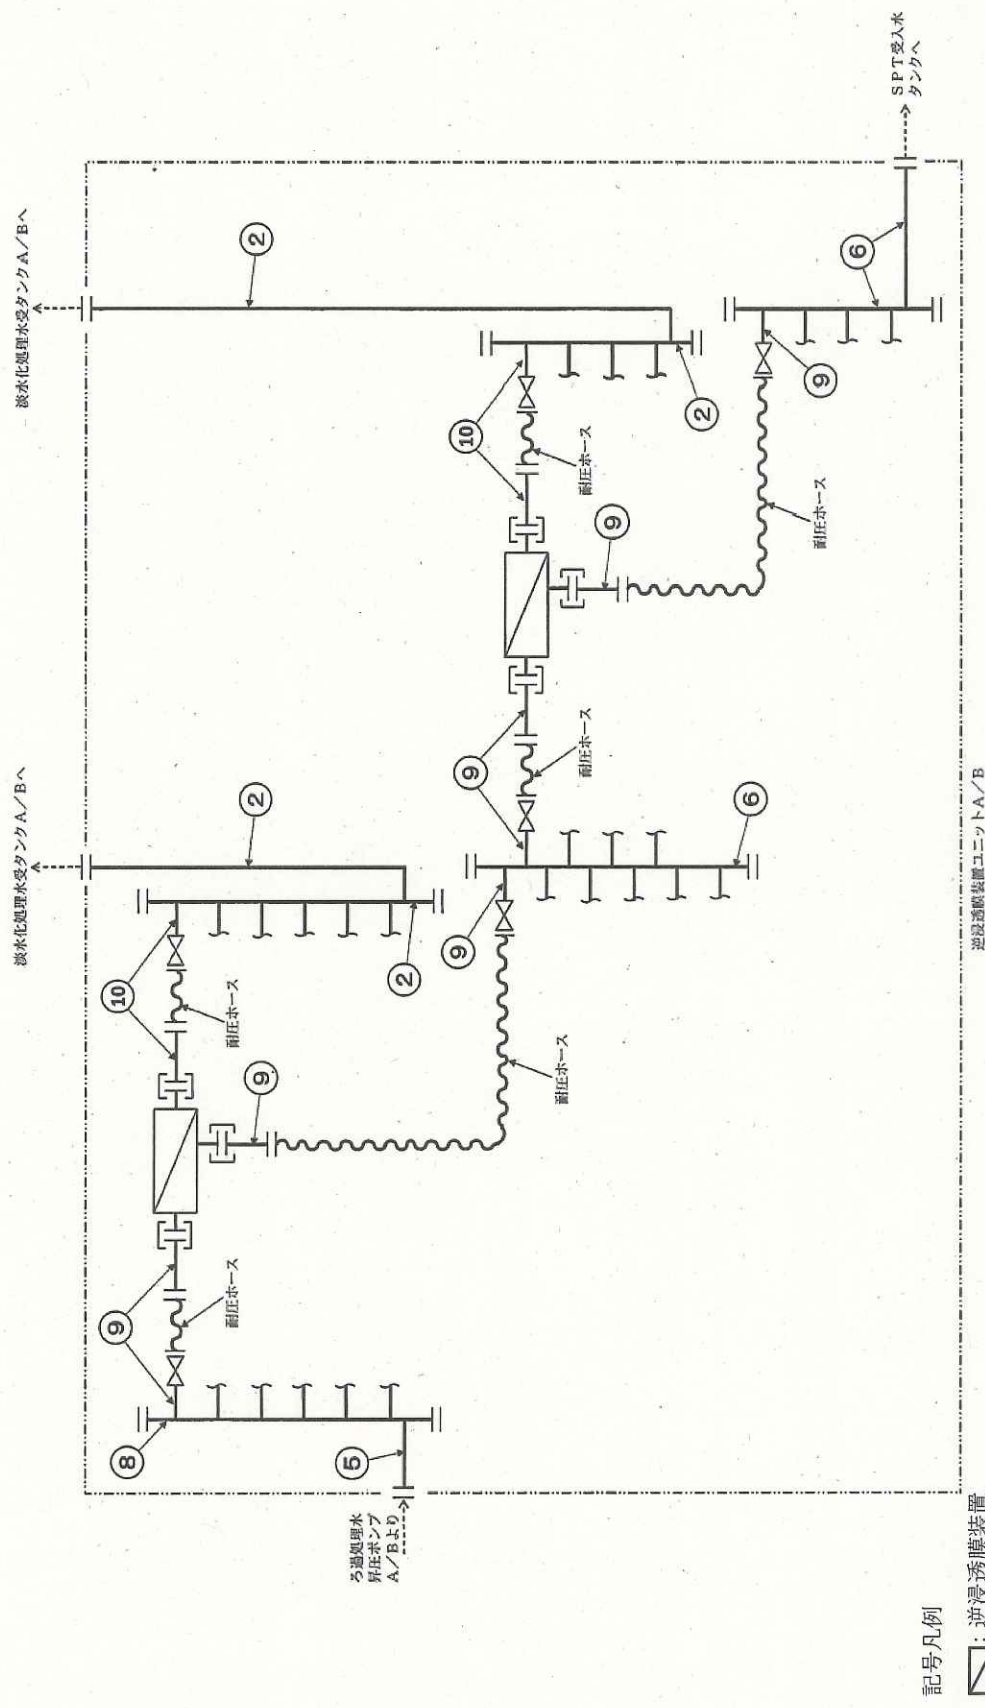 淡水化処理水受タンクA/Bへ
淡水化処理水受タンクA/Bへ
②
②
⑩
⑩
耐圧ホース
耐圧ホース
②
②
⑨
⑨
⑨
⑨
耐圧ホース
耐圧ホース
⑧
⑤
⑨
⑨
耐圧ホース
耐圧ホース
⑥
⑥
SPT受入水
タンクへ
ろ過処理水
昇圧ポンプ
A/Bより
逆浸透膜装置ユニットA/B
記号凡例
:逆浸透膜装置